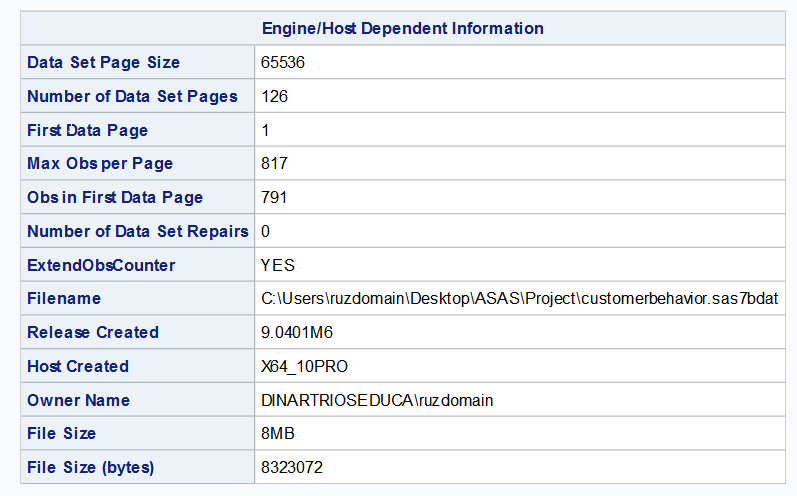 Engine/Host Dependent Information
Data Set Page Size 65536
Number of Data Set Pages 126
First Data Page 1
Max Obs per Page 817
Obs in First Data Page 791
Number of Data Set Repairs 0
ExtendObsCounter YES
Filename C:\Users\ruzdomain\Desktop\ASAS\Project\customerbehavior.sas7bdat
Release Created 9.0401M6
Host Created X64_10PRO
Owner Name DINARTRIOSEDUCA\ruzdomain
File Size 8MB
File Size (bytes) 8323072